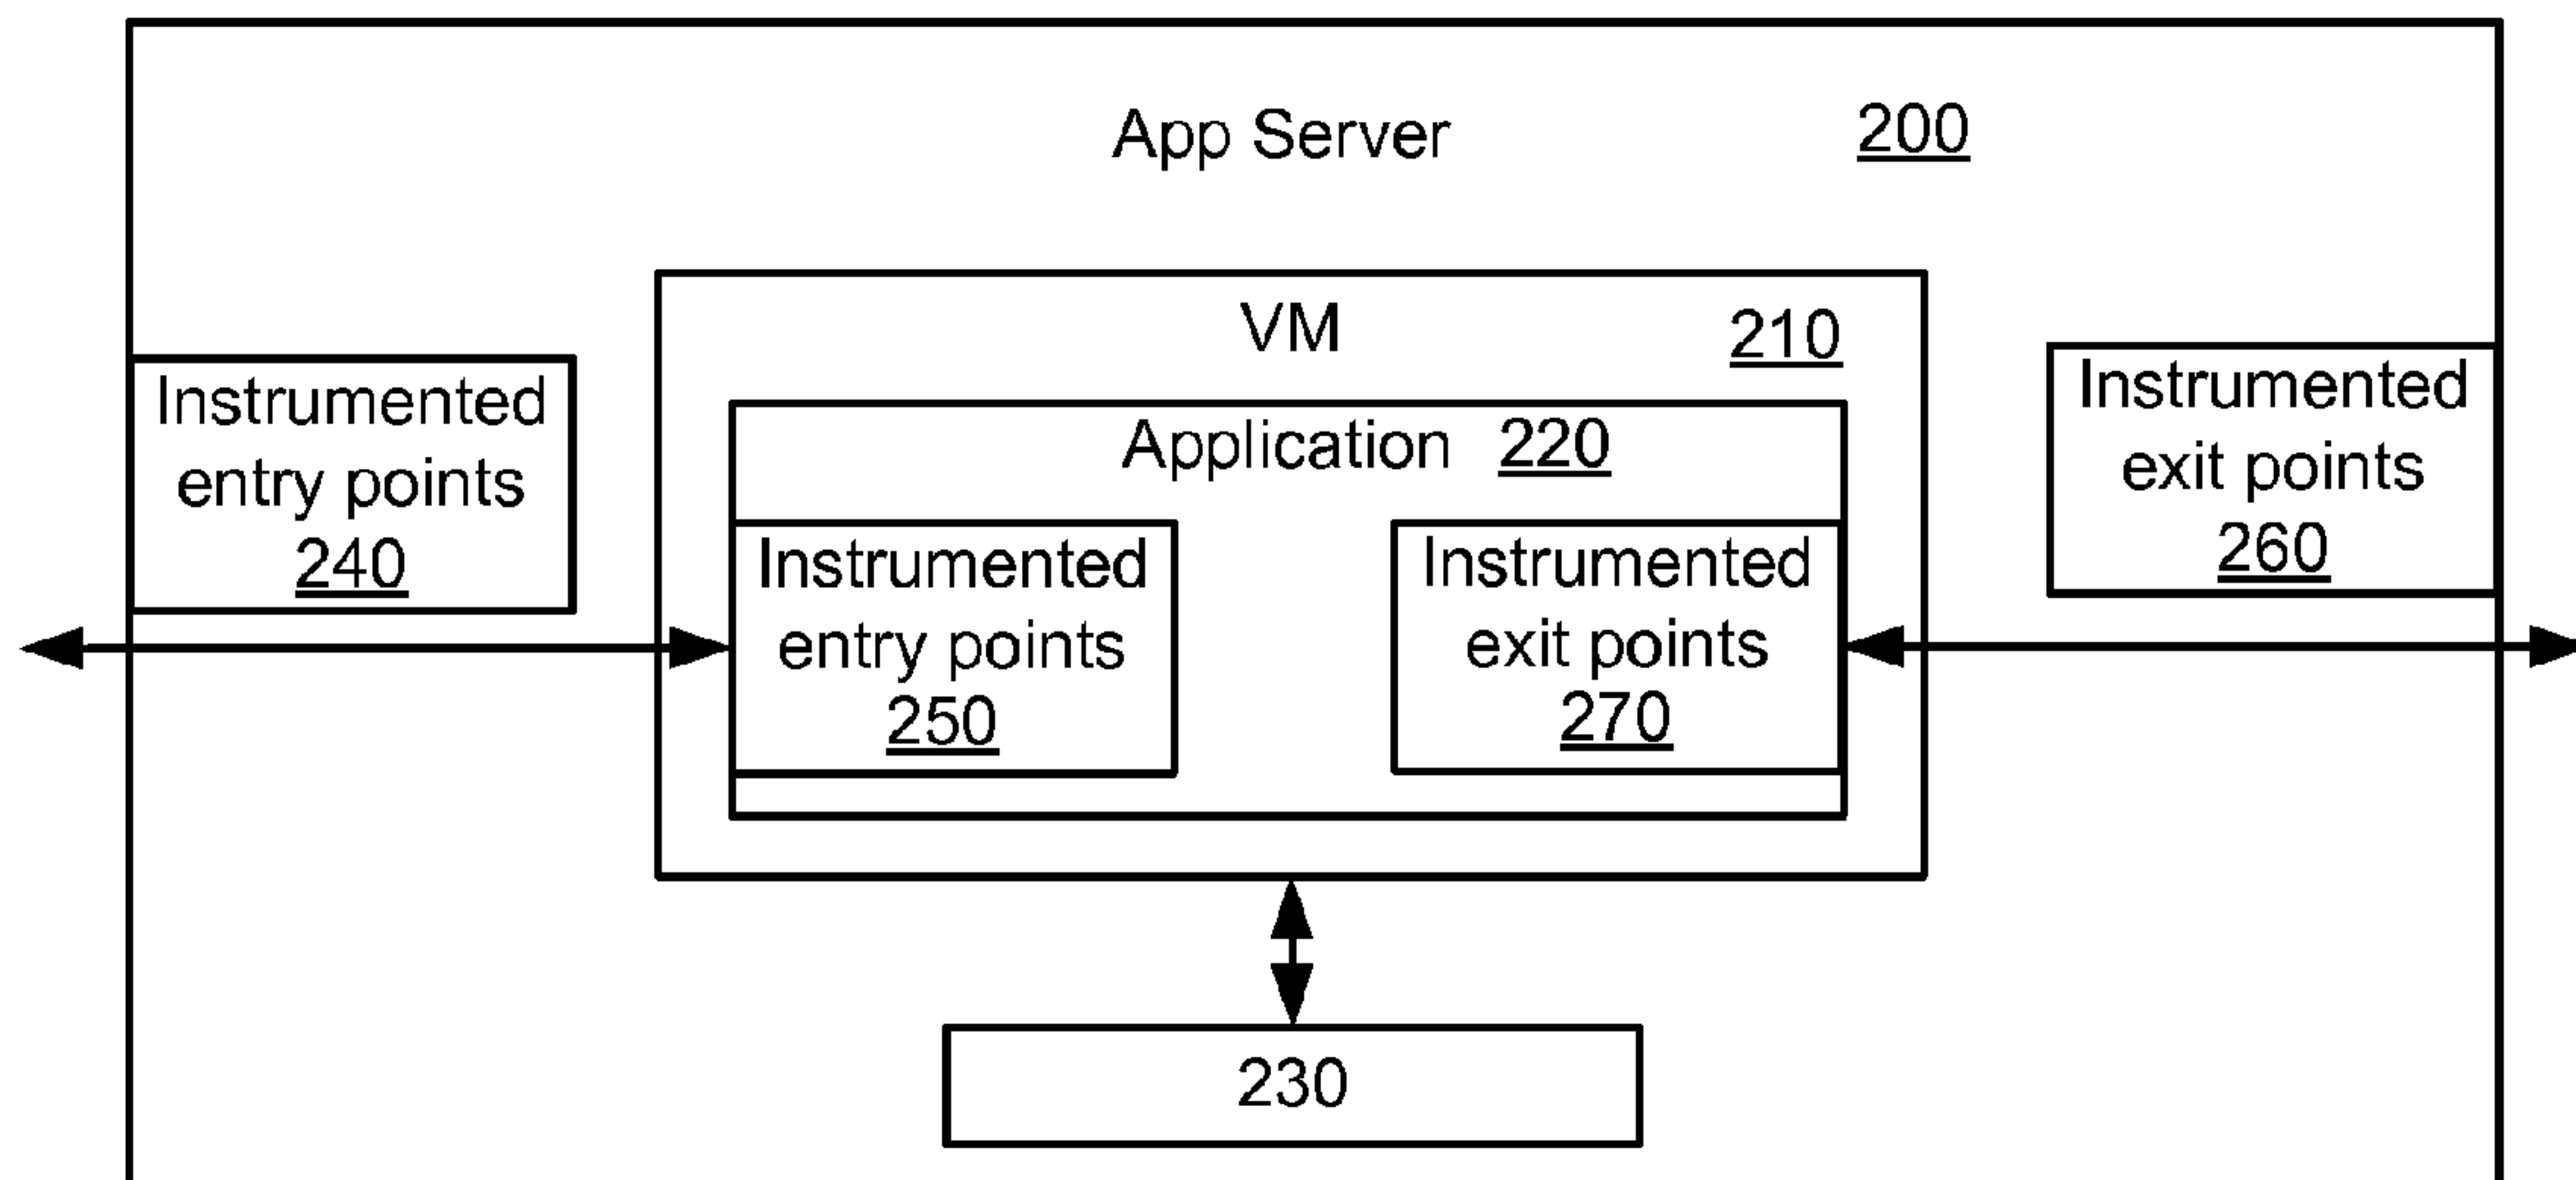 App Server 200
VM 210
Instrumented
entry points
240
Application 220
Instrumented
entry points
250
Instrumented
exit points
270
Instrumented
exit points
260
230